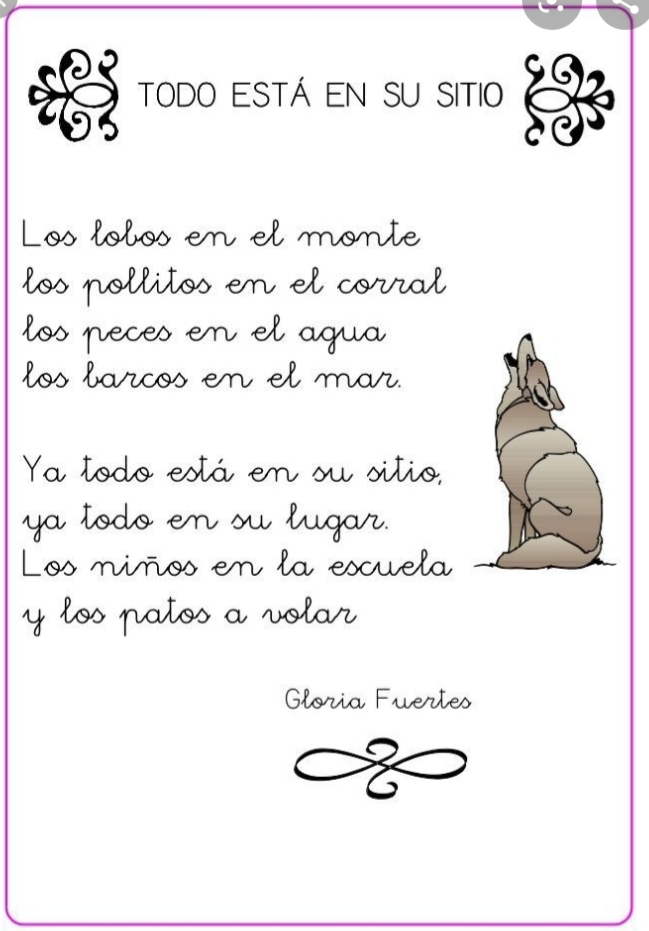 TODO ESTÁ EN SU SITIO
Los lobos en el monte
los pollitos en el corral
los peces en el agua
los barcos en el mar.
Ya todo está en su sitio,
ya todo en su lugar.
Los niños en la escuela
y los patos a volar
Gloria Fuertes